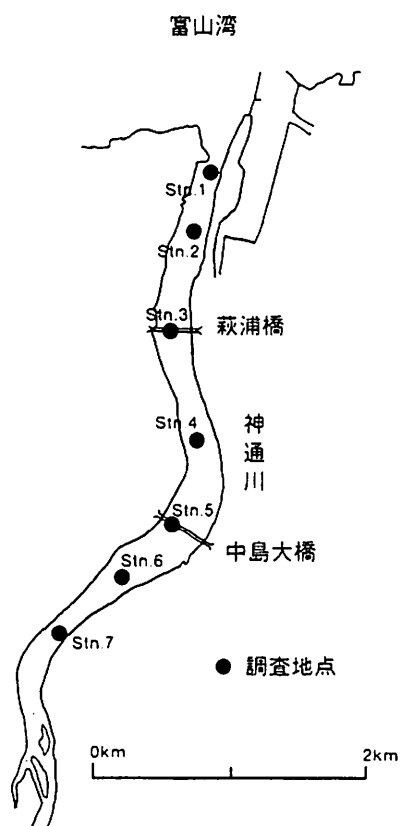 富山湾
Stn.1
Stn.2
Stn.3
萩浦橋
Stn.4
神通川
Stn.5
中島大橋
Stn.6
Stn.7
調査地点
0km
2km